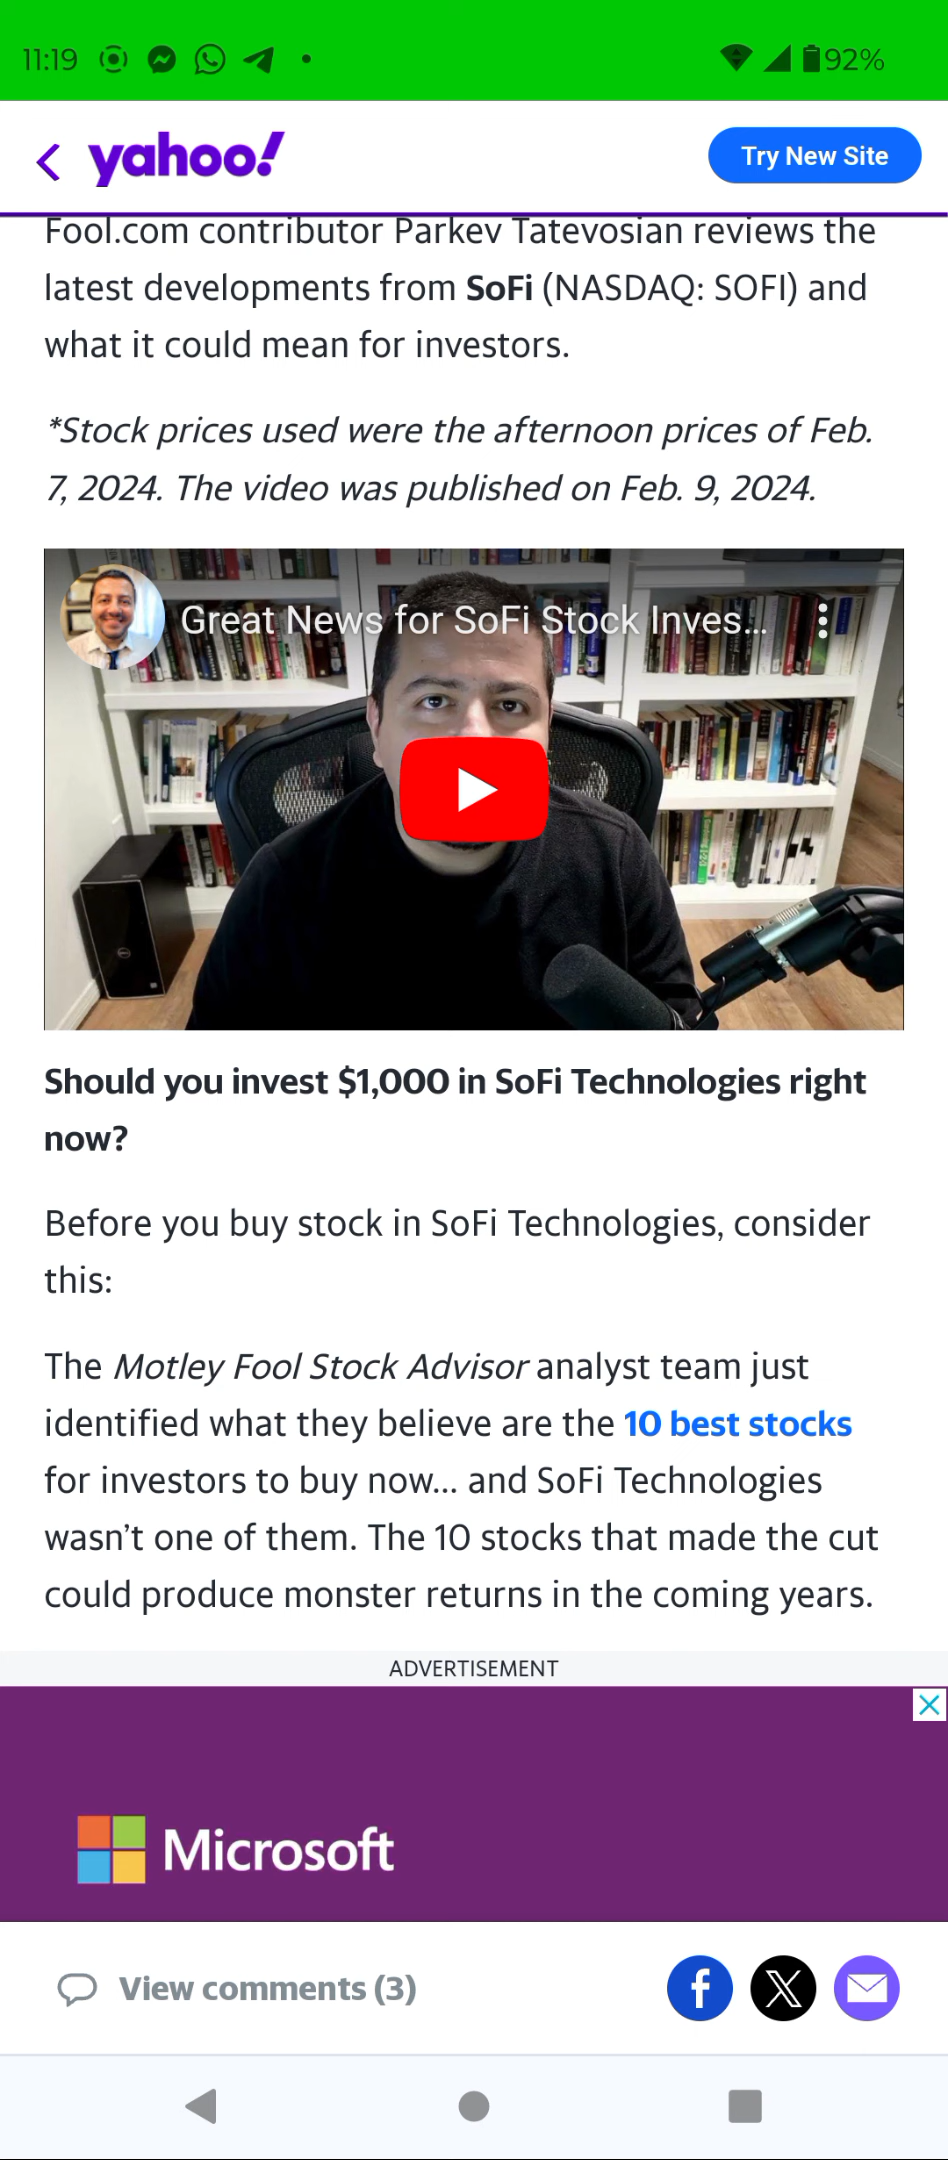 11:19
92%
yahoo!
Try New Site
Fool.com contributor Parkev Tatevosian reviews the
latest developments from SoFi (NASDAQ: SOFI) and
what it could mean for investors.
*Stock prices used were the afternoon prices of Feb.
7, 2024. The video was published on Feb. 9, 2024.
Great News for SoFi Stock Inves...
Should you invest $1,000 in SoFi Technologies right
now?
Before you buy stock in SoFi Technologies, consider
this:
The Motley Fool Stock Advisor analyst team just
identified what they believe are the 10 best stocks
for investors to buy now… and SoFi Technologies
wasn’t one of them. The 10 stocks that made the cut
could produce monster returns in the coming years.
ADVERTISEMENT
Microsoft
View comments (3)